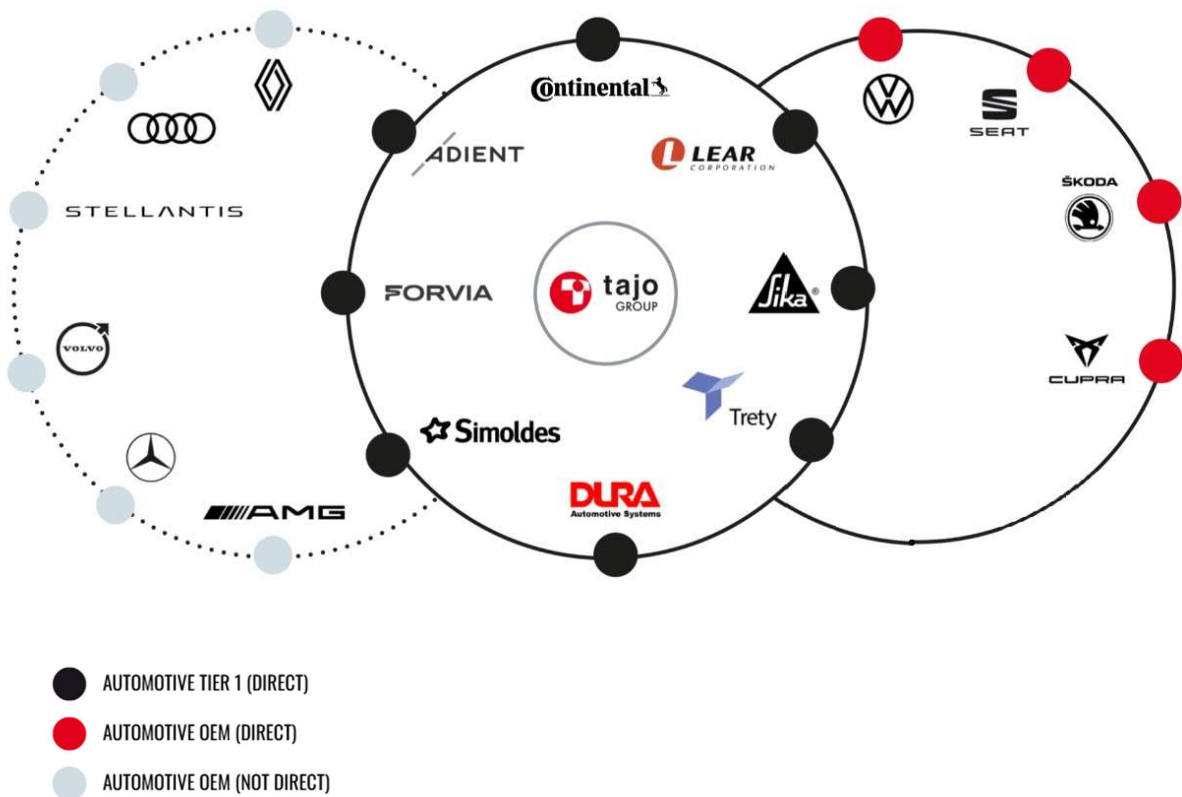 Continental
ADIENT
LEAR
CORPORATION
SEAT
ŠKODA
STELLANTIS
FORVIA
tajo
GROUP
Sika®
VOLVO
CUPRA
Trety
Simoldes
AMG
DURA
Automotive Systems
AUTOMOTIVE TIER 1 (DIRECT)
AUTOMOTIVE OEM (DIRECT)
AUTOMOTIVE OEM (NOT DIRECT)